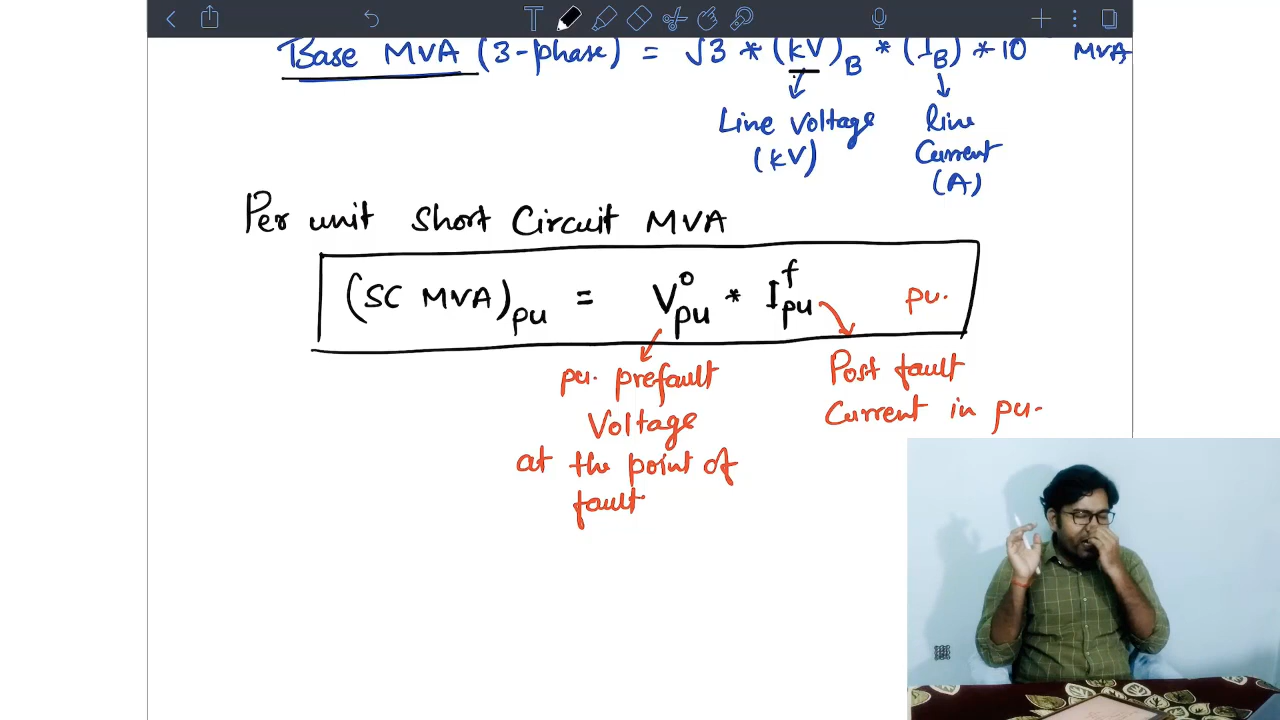 Base MVA (3-phase) = √3 * (kV)B * (IB) * 10 MVA
Line Voltage
(kV)
line
Current
(A)
Per unit Short Circuit MVA
(SC MVA)pu = V°pu * I^f pu pu.
pu. prefault
Voltage
at the point of
fault
Post fault
Current in pu.